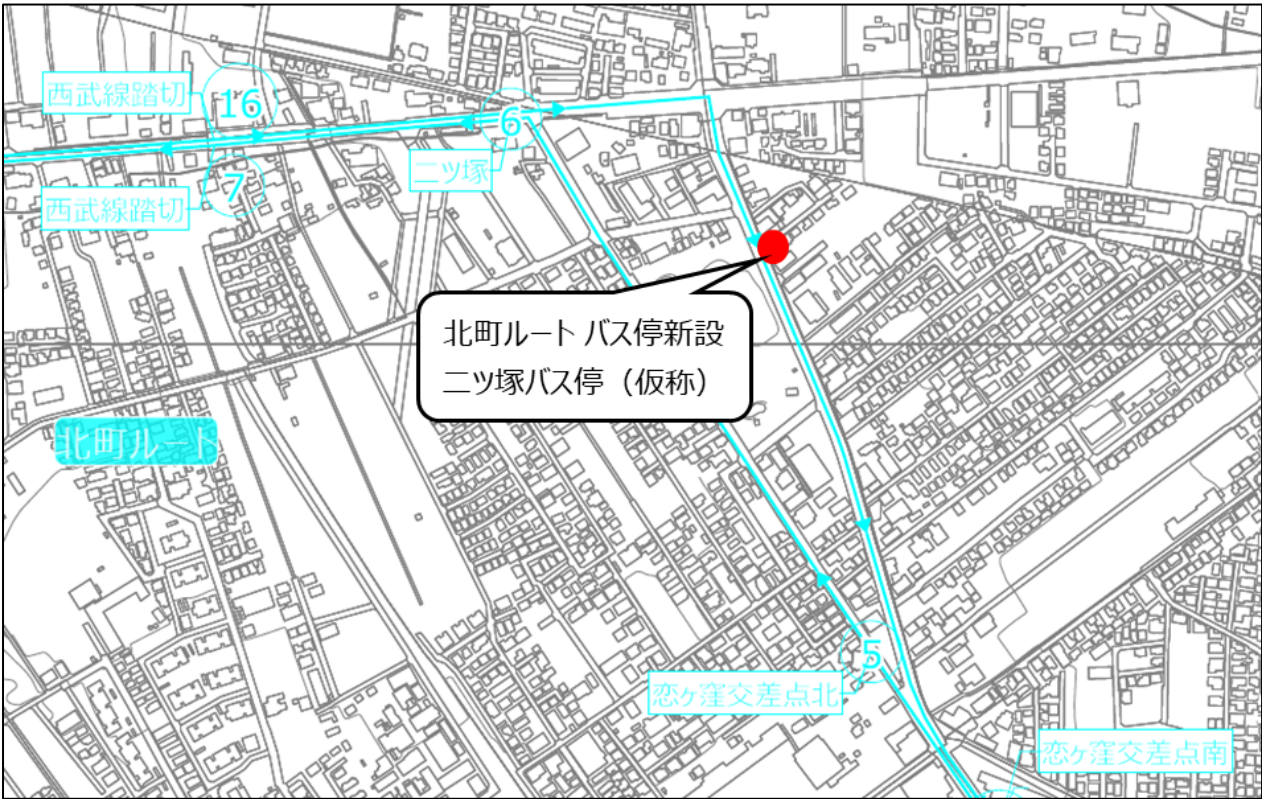 西武線踏切
16
6
二ツ塚
7
西武線踏切
北町ルート バス停新設
二ツ塚バス停（仮称）
北町ルート
5
恋ヶ窪交差点北
恋ヶ窪交差点南